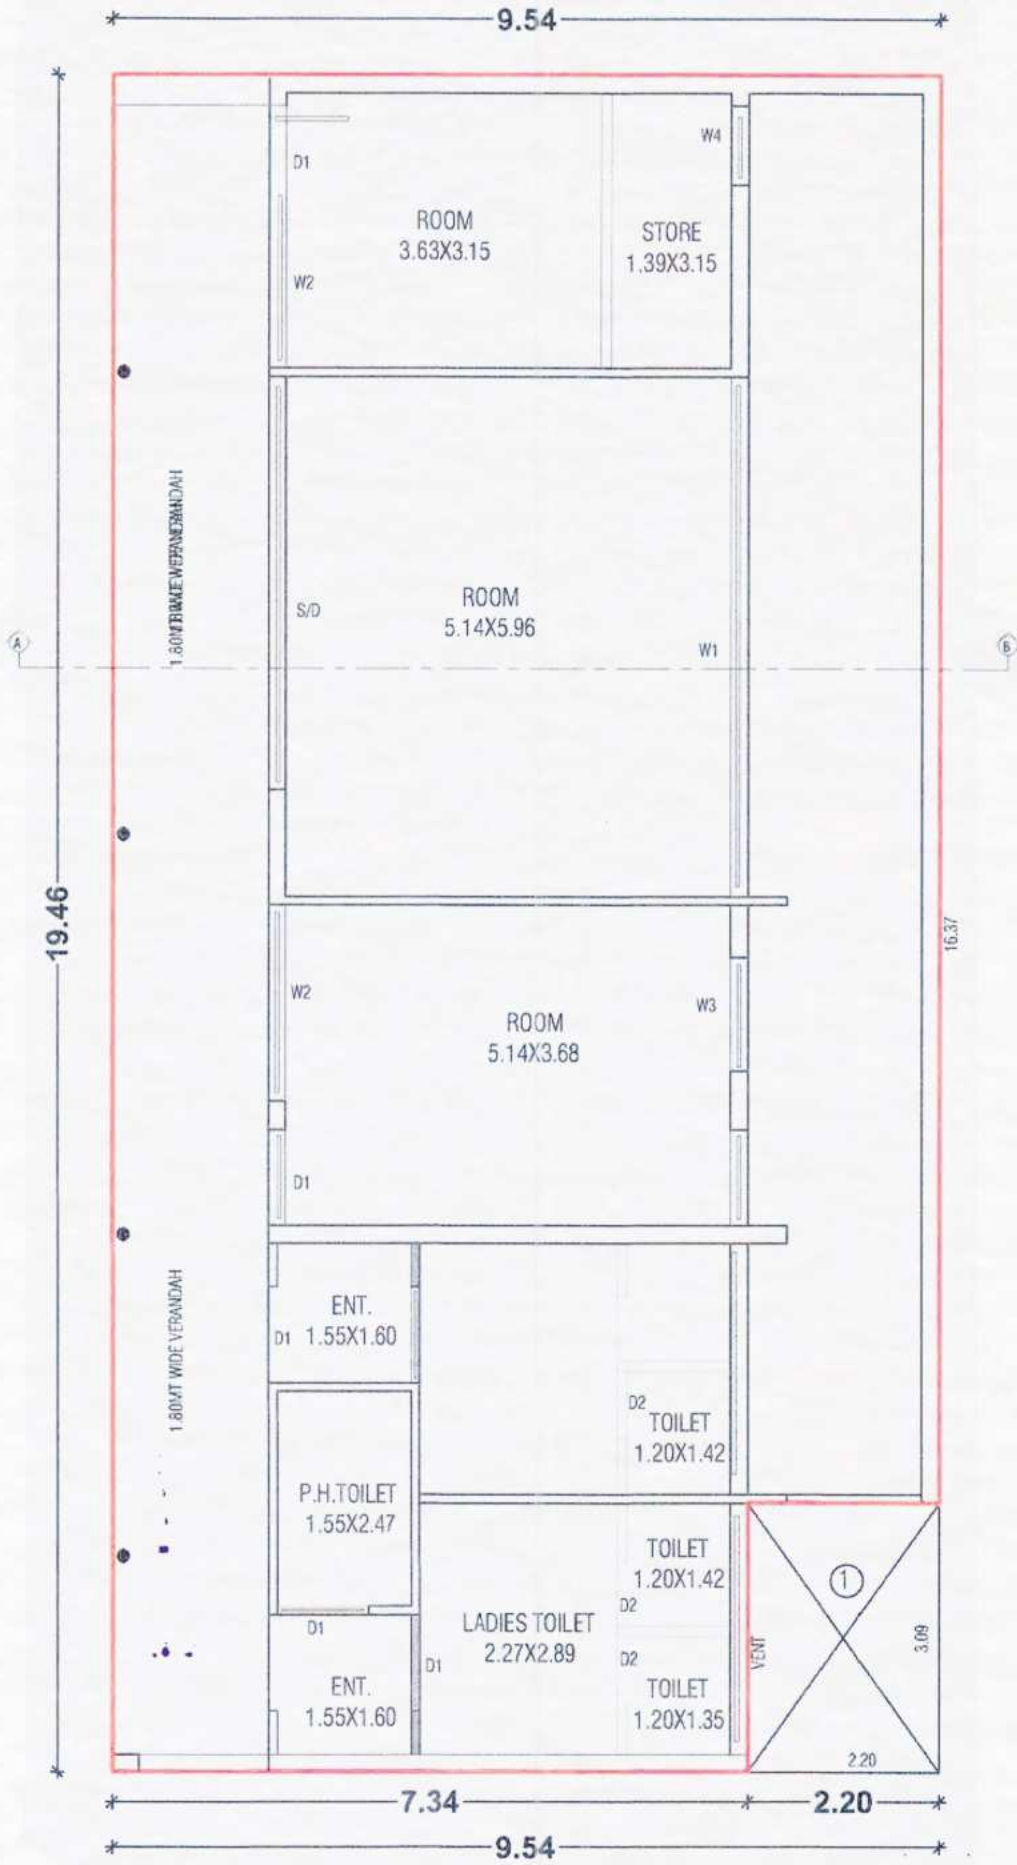 9.54
W4
D1
ROOM
3.63X3.15
STORE
1.39X3.15
W2
S/D
ROOM
5.14X5.96
W1
A
B
19.46
16.37
W2
W3
ROOM
5.14X3.68
D1
1.80MT WIDE VERANDAH
ENT.
D1 1.55X1.60
D2
TOILET
1.20X1.42
P.H.TOILET
1.55X2.47
TOILET
1.20X1.42
D2
1
LADIES TOILET
2.27X2.89
D1
D1
D2
VENT
3.09
ENT.
1.55X1.60
TOILET
1.20X1.35
2.20
7.34
2.20
9.54